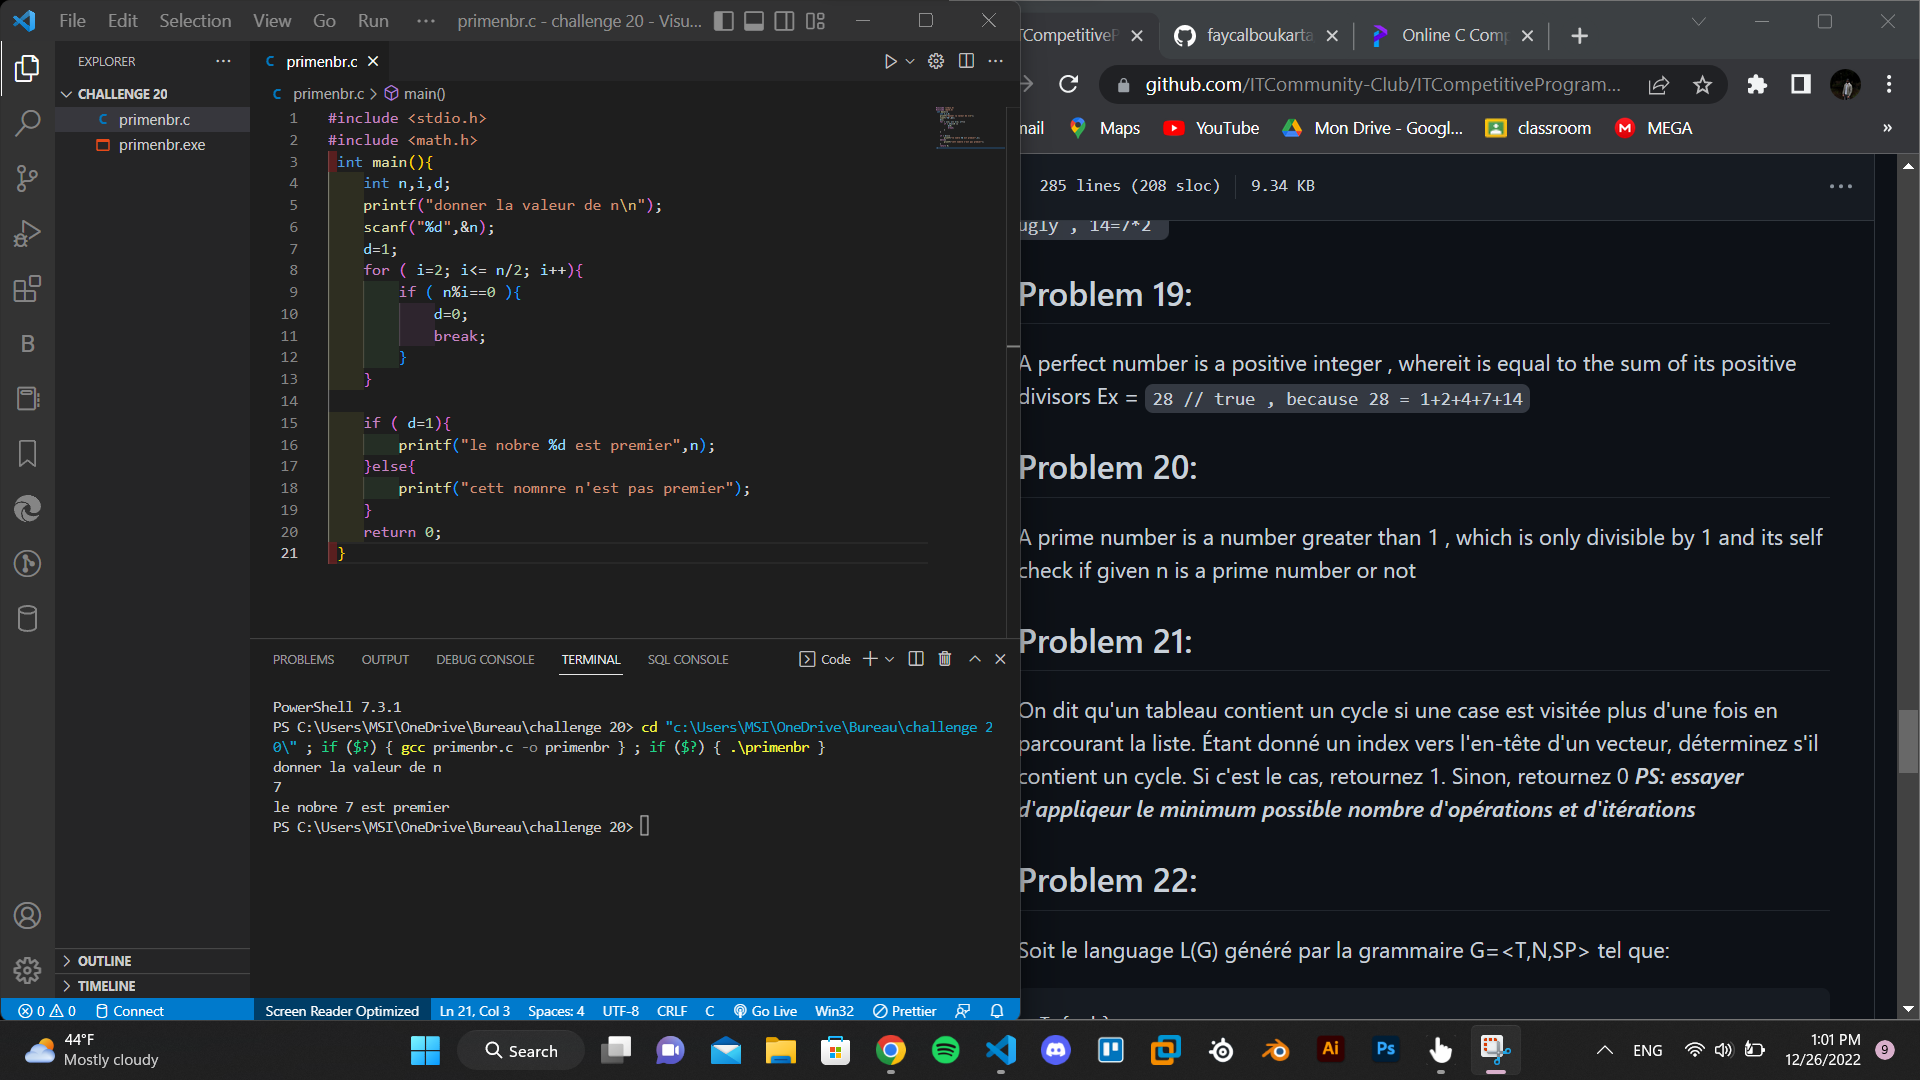 File Edit Selection View Go Run ··· primenbr.c - challenge 20 - Visu...
EXPLORER
CHALLENGE 20
primenbr.c
primenbr.exe
OUTLINE
TIMELINE
primenbr.c
primenbr.c > main()
1 #include <stdio.h>
2 #include <math.h>
3 int main(){
4 int n,i,d;
5 printf("donner la valeur de n\n");
6 scanf("%d",&n);
7 d=1;
8 for ( i=2; i<= n/2; i++){
9 if ( n%i==0 ){
10 d=0;
11 break;
12 }
13 }
14
15 if ( d=1){
16 printf("le nobre %d est premier",n);
17 }else{
18 printf("cett nomnre n'est pas premier");
19 }
20 return 0;
21 }
PROBLEMS OUTPUT DEBUG CONSOLE TERMINAL SQL CONSOLE Code
PowerShell 7.3.1
PS C:\Users\MSI\OneDrive\Bureau\challenge 20> cd "c:\Users\MSI\OneDrive\Bureau\challenge 2
0\" ; if ($?) { gcc primenbr.c -o primenbr } ; if ($?) { .\primenbr }
donner la valeur de n
7
le nobre 7 est premier
PS C:\Users\MSI\OneDrive\Bureau\challenge 20>
0 0 Connect Screen Reader Optimized Ln 21, Col 3 Spaces: 4 UTF-8 CRLF C Go Live Win32 Prettier
TCompetitiveP faycalboukarta Online C Comp
github.com/ITCommunity-Club/ITCompetitiveProgram...
mail Maps YouTube Mon Drive - Googl... classroom MEGA »
285 lines (208 sloc) 9.34 KB
ugly , 14=7*2
Problem 19:
A perfect number is a positive integer , whereit is equal to the sum of its positive
divisors Ex = 28 // true , because 28 = 1+2+4+7+14
Problem 20:
A prime number is a number greater than 1 , which is only divisible by 1 and its self
check if given n is a prime number or not
Problem 21:
On dit qu'un tableau contient un cycle si une case est visitée plus d'une fois en
parcourant la liste. Étant donné un index vers l'en-tête d'un vecteur, déterminez s'il
contient un cycle. Si c'est le cas, retournez 1. Sinon, retournez 0 PS: essayer
d'appliqeur le minimum possible nombre d'opérations et d'itérations
Problem 22:
Soit le language L(G) généré par la grammaire G=<T,N,SP> tel que:
44°F
Mostly cloudy
Search
Ai
Ps
ENG
1:01 PM
12/26/2022
9